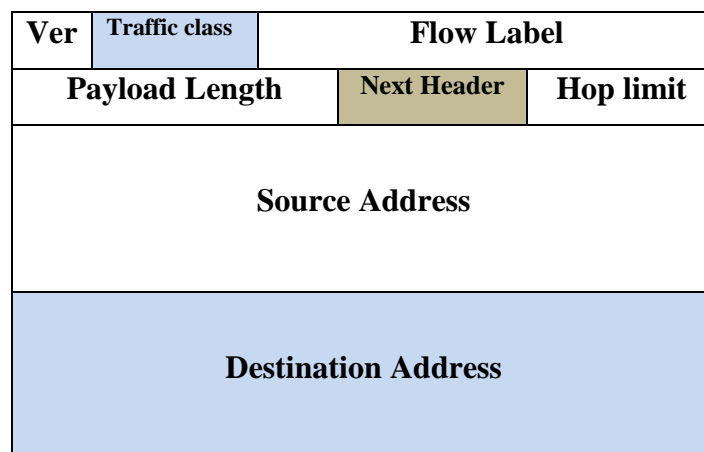 Ver Traffic class Flow Label
Payload Length Next Header Hop limit
Source Address
Destination Address